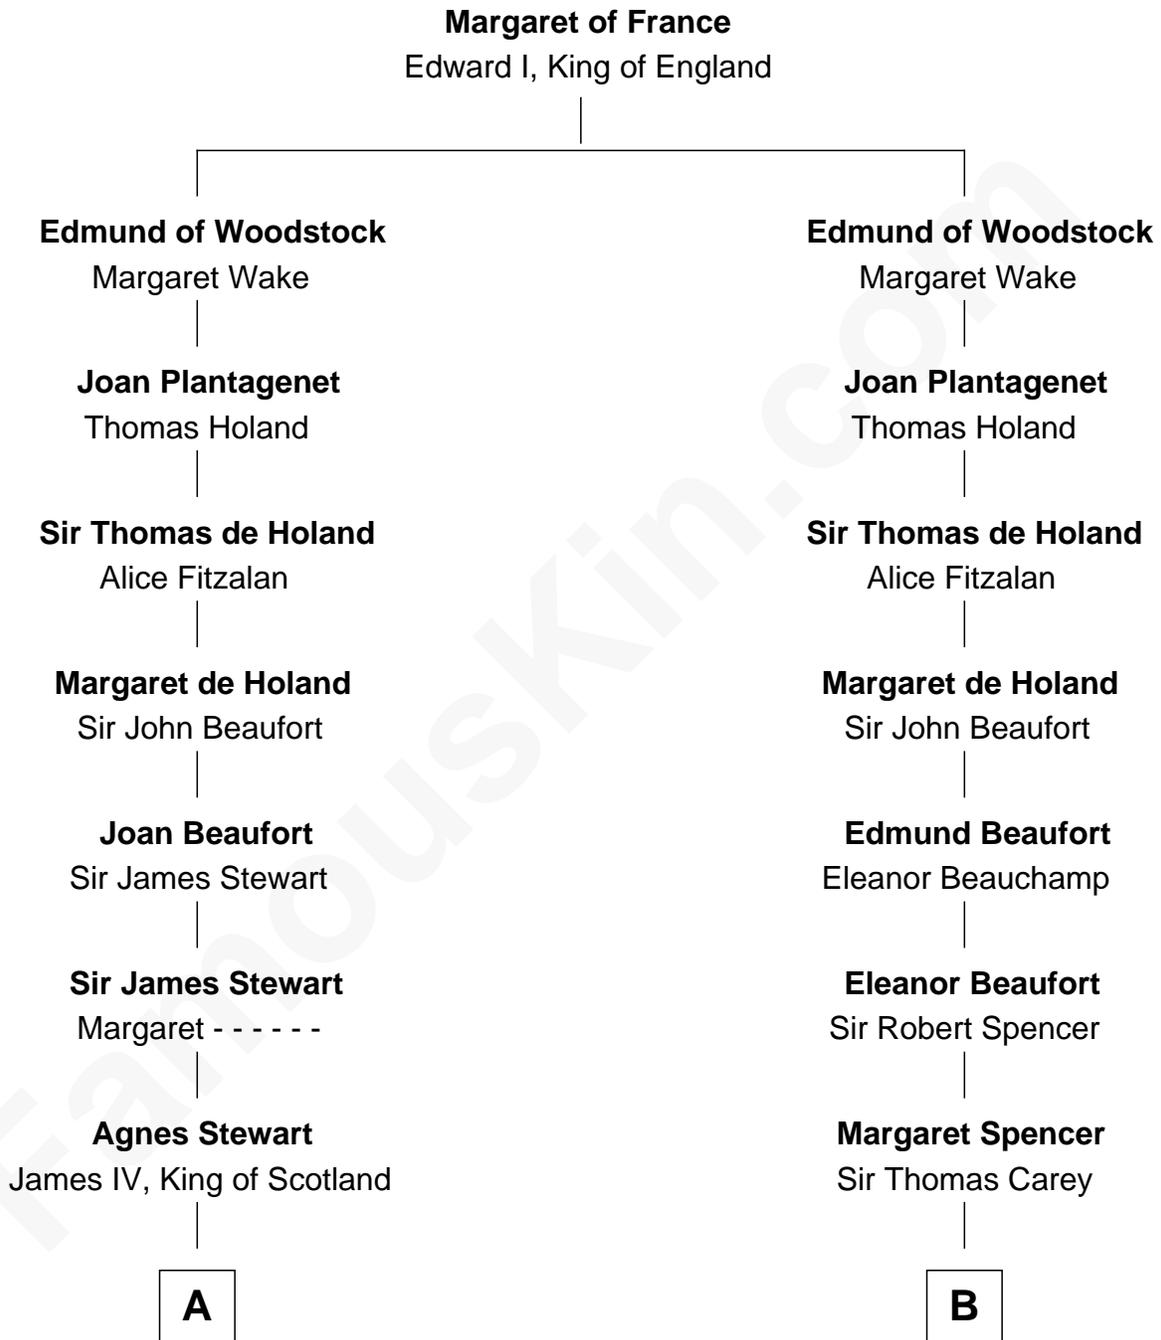 Margaret of France
Edward I, King of England
Edmund of Woodstock
Margaret Wake
Joan Plantagenet
Thomas Holand
Sir Thomas de Holand
Alice Fitzalan
Margaret de Holand
Sir John Beaufort
Joan Beaufort
Sir James Stewart
Sir James Stewart
Margaret - - - - - -
Agnes Stewart
James IV, King of Scotland
A
Edmund of Woodstock
Margaret Wake
Joan Plantagenet
Thomas Holand
Sir Thomas de Holand
Alice Fitzalan
Margaret de Holand
Sir John Beaufort
Edmund Beaufort
Eleanor Beauchamp
Eleanor Beaufort
Sir Robert Spencer
Margaret Spencer
Sir Thomas Carey
B
FamousKin.com